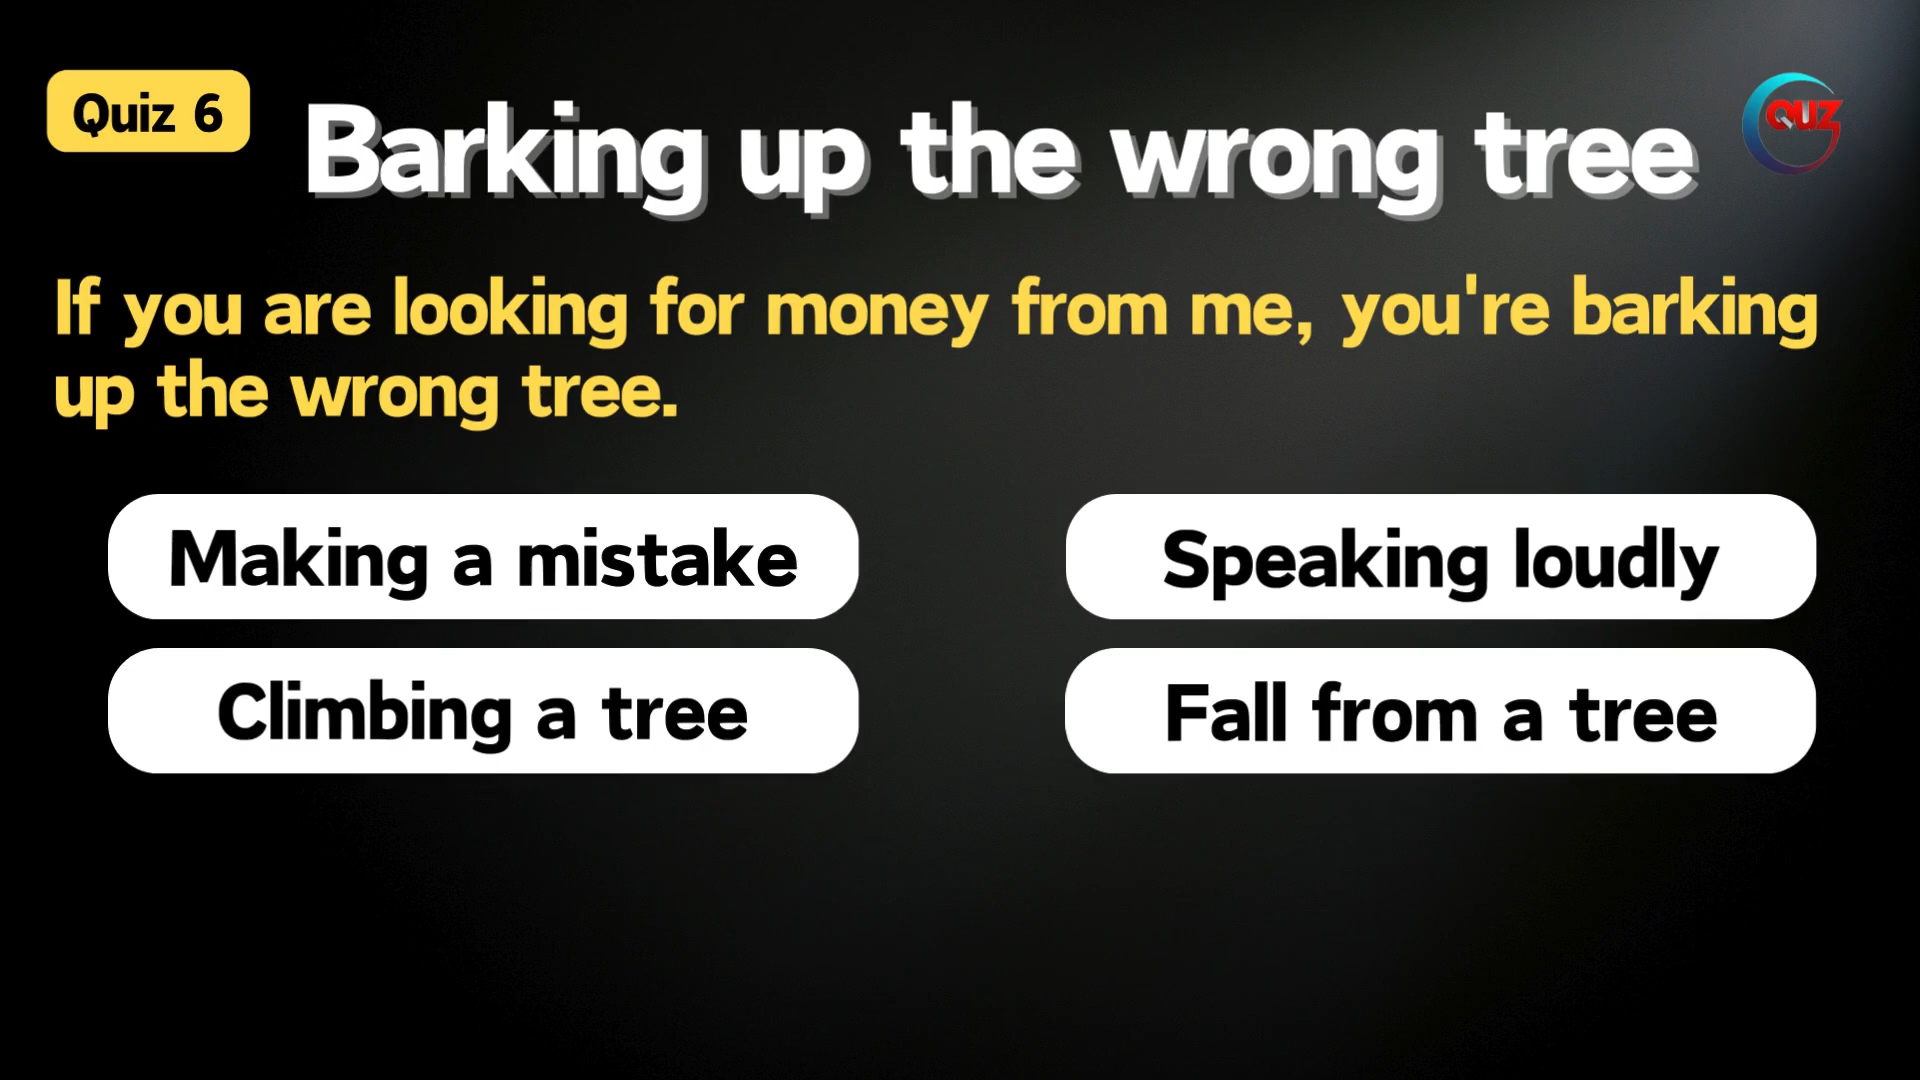 Quiz 6
Barking up the wrong tree
QUZ
If you are looking for money from me, you're barking
up the wrong tree.
Making a mistake
Speaking loudly
Climbing a tree
Fall from a tree